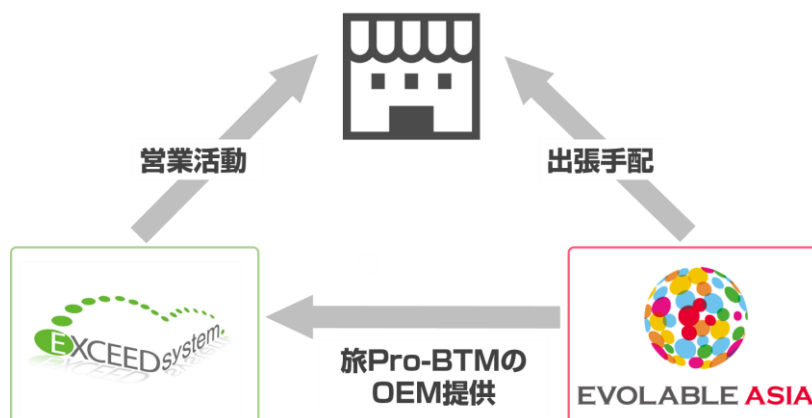 営業活動
出張手配
EXCEEDsystem.
旅Pro-BTMの
OEM提供
EVOLABLE ASIA